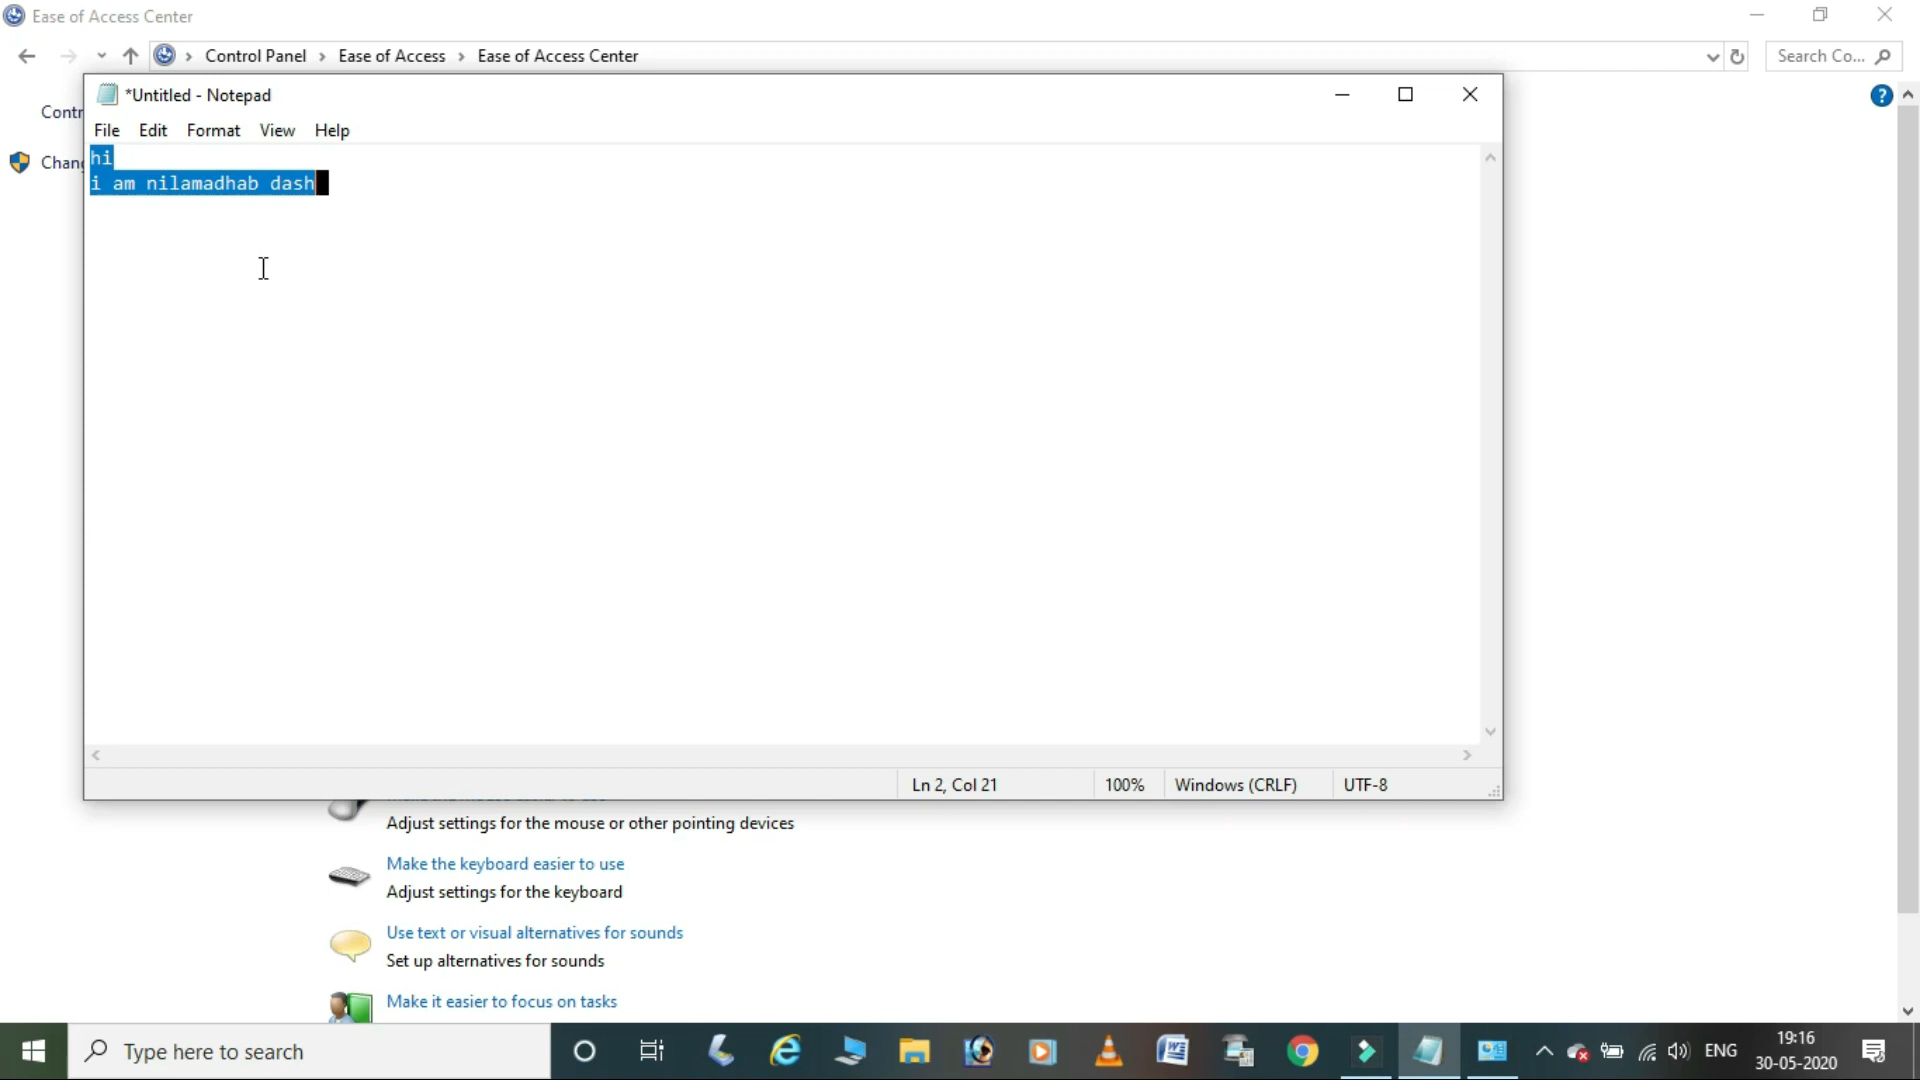 Ease of Access Center
Control Panel > Ease of Access > Ease of Access Center
Search Co...
*Untitled - Notepad
File Edit Format View Help
hi
i am nilamadhab dash
Ln 2, Col 21
100%
Windows (CRLF)
UTF-8
Adjust settings for the mouse or other pointing devices
Make the keyboard easier to use
Adjust settings for the keyboard
Use text or visual alternatives for sounds
Set up alternatives for sounds
Make it easier to focus on tasks
Type here to search
ENG
19:16
30-05-2020